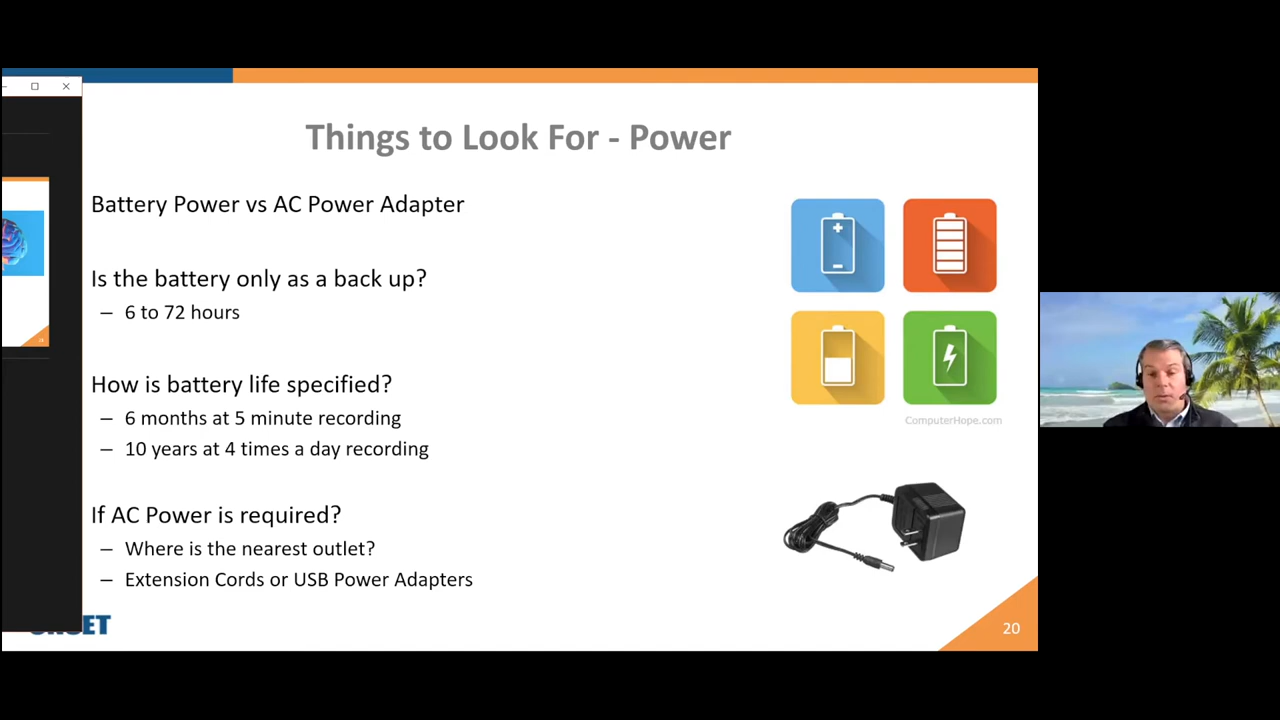 Things to Look For - Power
Battery Power vs AC Power Adapter
Is the battery only as a back up?
– 6 to 72 hours
How is battery life specified?
– 6 months at 5 minute recording
– 10 years at 4 times a day recording
If AC Power is required?
– Where is the nearest outlet?
– Extension Cords or USB Power Adapters
ComputerHope.com
20